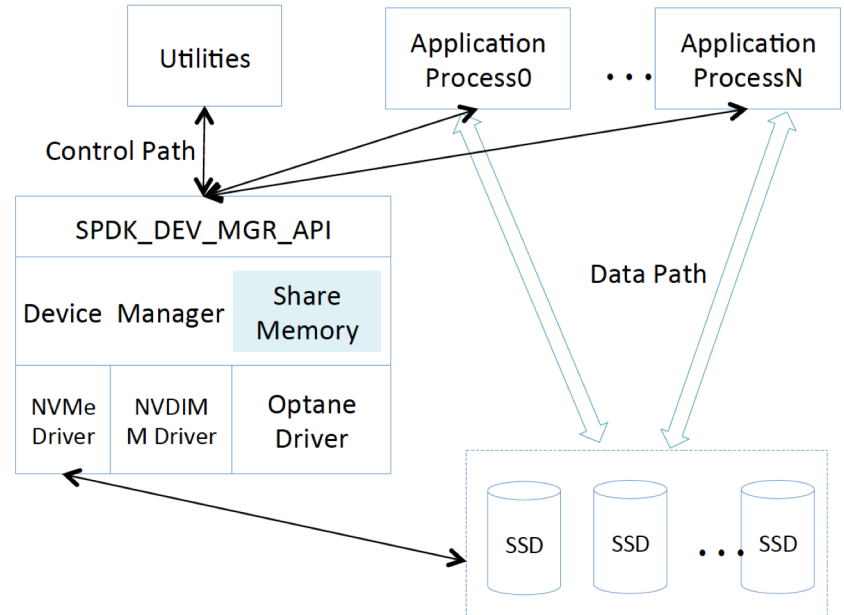 Utilities
Application
Process0
. . .
Application
ProcessN
Control Path
SPDK_DEV_MGR_API
Data Path
Device Manager
Share
Memory
NVMe
Driver
NVDIM
M Driver
Optane
Driver
SSD
SSD
. . .
SSD